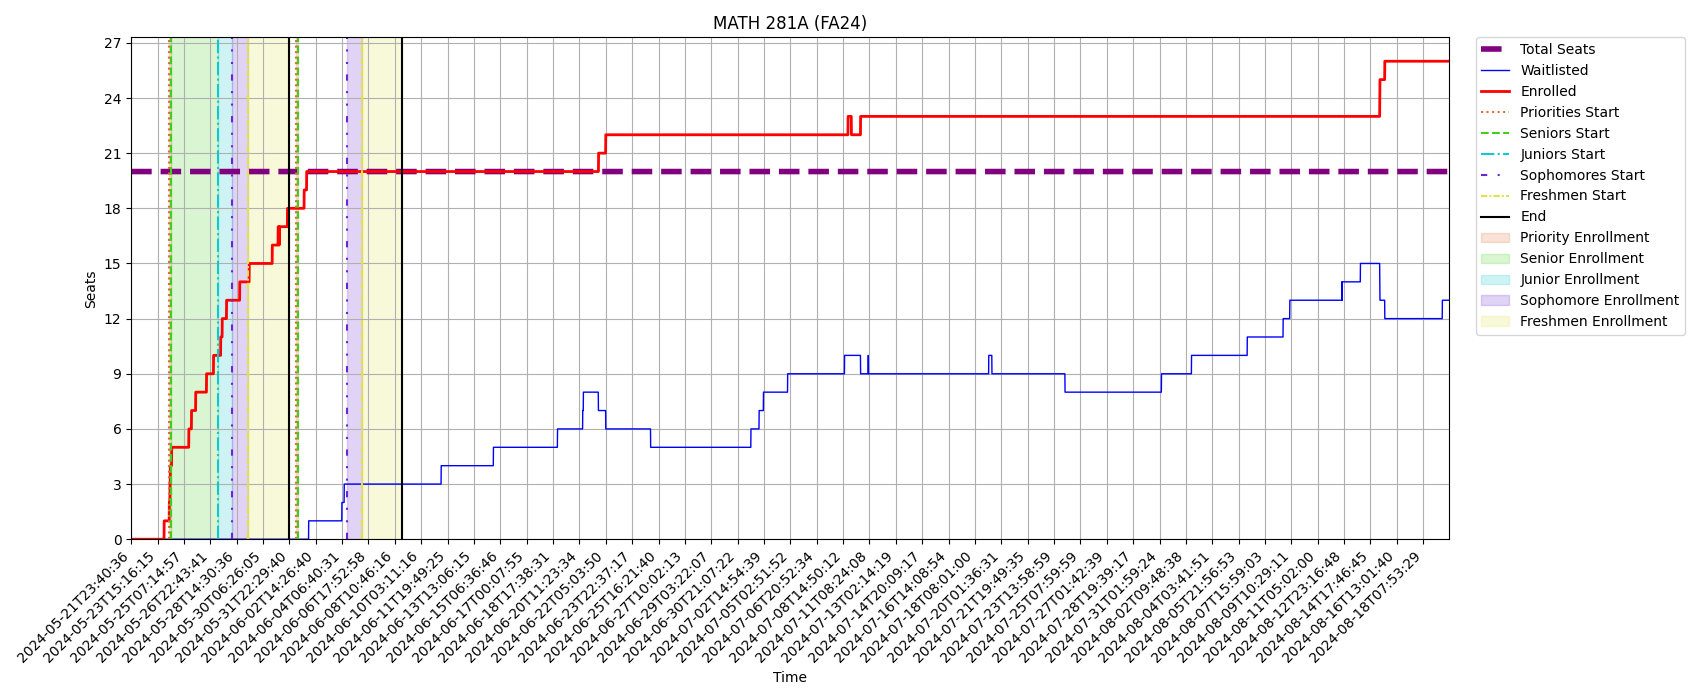 MATH 281A (FA24)
Seats
27
24
21
18
15
12
9
6
3
0
2024-05-21T23:40:36
2024-05-23T15:16:15
2024-05-25T07:14:57
2024-05-26T22:43:41
2024-05-28T14:30:36
2024-05-30T06:26:05
2024-05-31T22:29:40
2024-06-02T14:26:40
2024-06-04T06:40:31
2024-06-06T17:52:58
2024-06-08T10:46:16
2024-06-10T03:11:16
2024-06-11T19:49:25
2024-06-13T13:06:15
2024-06-15T06:36:46
2024-06-17T00:07:55
2024-06-18T17:38:31
2024-06-20T11:23:34
2024-06-22T05:03:50
2024-06-23T22:37:17
2024-06-25T16:21:40
2024-06-27T10:02:13
2024-06-29T03:22:07
2024-06-30T21:07:22
2024-07-02T14:54:39
2024-07-05T02:51:52
2024-07-06T20:52:34
2024-07-08T14:50:12
2024-07-11T08:24:08
2024-07-13T02:14:19
2024-07-14T20:09:17
2024-07-16T14:08:54
2024-07-18T08:01:00
2024-07-20T01:36:31
2024-07-21T19:49:35
2024-07-23T13:58:59
2024-07-25T07:59:59
2024-07-27T01:42:39
2024-07-28T19:39:17
2024-07-31T01:59:24
2024-08-02T09:48:38
2024-08-04T03:41:51
2024-08-05T21:56:53
2024-08-07T15:59:03
2024-08-09T10:29:11
2024-08-11T05:02:00
2024-08-12T23:16:48
2024-08-14T17:46:45
2024-08-16T13:01:40
2024-08-18T07:53:29
Time
Total Seats
Waitlisted
Enrolled
Priorities Start
Seniors Start
Juniors Start
Sophomores Start
Freshmen Start
End
Priority Enrollment
Senior Enrollment
Junior Enrollment
Sophomore Enrollment
Freshmen Enrollment